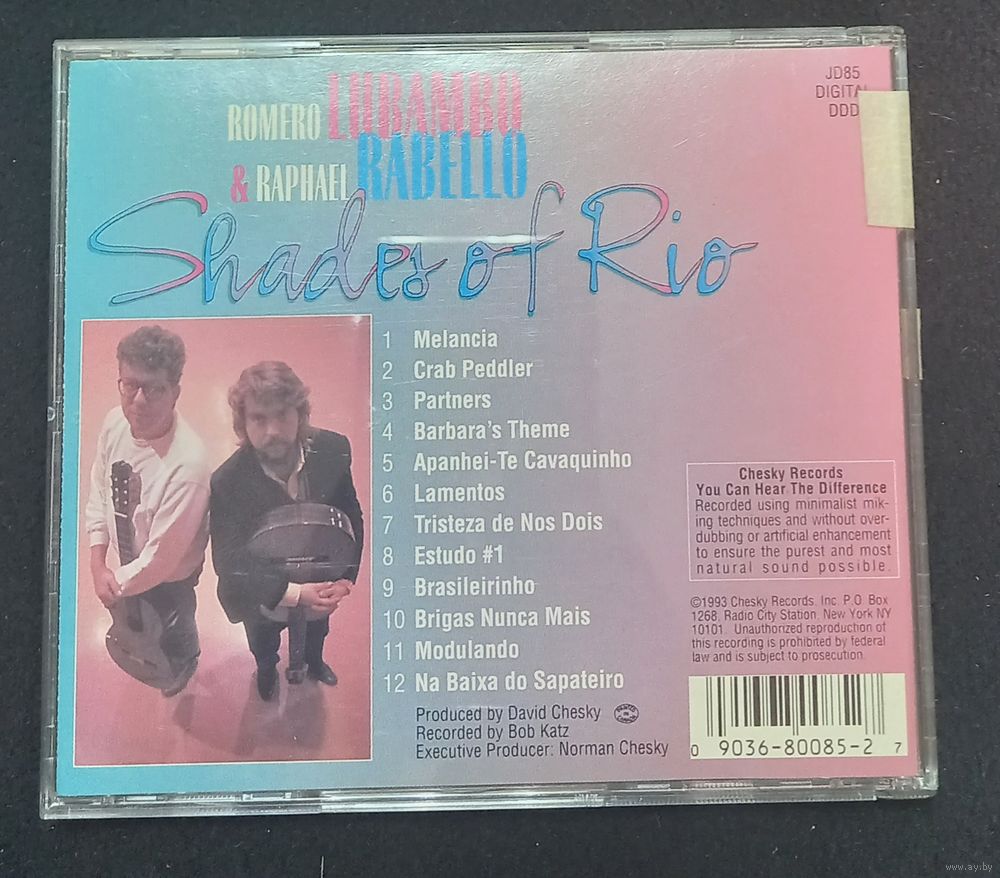 JD85
DIGITAL
DDD
ROMERO LUBAMBO
& RAPHAEL RABELLO
Shades of Rio
1 Melancia
2 Crab Peddler
3 Partners
4 Barbara's Theme
5 Apanhei-Te Cavaquinho
6 Lamentos
7 Tristeza de Nos Dois
8 Estudo #1
9 Brasileirinho
10 Brigas Nunca Mais
11 Modulando
12 Na Baixa do Sapateiro
Produced by David Chesky
Recorded by Bob Katz
Executive Producer: Norman Chesky
Chesky Records
You Can Hear The Difference
Recorded using minimalist mik-
ing techniques and without over-
dubbing or artificial enhancement
to ensure the purest and most
natural sound possible.
©1993 Chesky Records, Inc. P.O. Box
1268, Radio City Station, New York NY
10101. Unauthorized reproduction of
this recording is prohibited by federal
law and is subject to prosecution.
0 9036-80085-2 7
www.ay.by